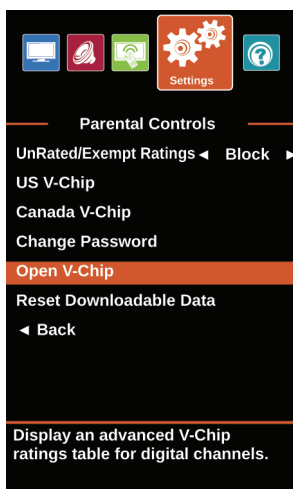 Settings
Parental Controls
UnRated/Exempt Ratings ◄ Block ►
US V-Chip
Canada V-Chip
Change Password
Open V-Chip
Reset Downloadable Data
◄ Back
Display an advanced V-Chip
ratings table for digital channels.